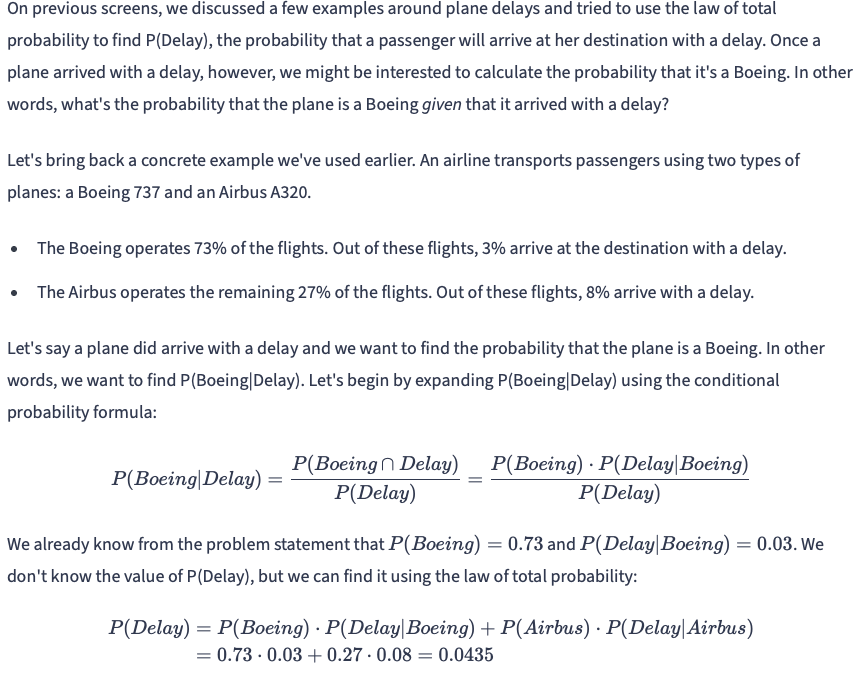 On previous screens, we discussed a few examples around plane delays and tried to use the law of total
probability to find P(Delay), the probability that a passenger will arrive at her destination with a delay. Once a
plane arrived with a delay, however, we might be interested to calculate the probability that it's a Boeing. In other
words, what's the probability that the plane is a Boeing given that it arrived with a delay?
Let's bring back a concrete example we've used earlier. An airline transports passengers using two types of
planes: a Boeing 737 and an Airbus A320.
• The Boeing operates 73% of the flights. Out of these flights, 3% arrive at the destination with a delay.
• The Airbus operates the remaining 27% of the flights. Out of these flights, 8% arrive with a delay.
Let's say a plane did arrive with a delay and we want to find the probability that the plane is a Boeing. In other
words, we want to find P(Boeing|Delay). Let's begin by expanding P(Boeing|Delay) using the conditional
probability formula:
P(Boeing|Delay) = P(Boeing ∩ Delay) / P(Delay) = P(Boeing) · P(Delay|Boeing) / P(Delay)
We already know from the problem statement that P(Boeing) = 0.73 and P(Delay|Boeing) = 0.03. We
don't know the value of P(Delay), but we can find it using the law of total probability:
P(Delay) = P(Boeing) · P(Delay|Boeing) + P(Airbus) · P(Delay|Airbus)
= 0.73 · 0.03 + 0.27 · 0.08 = 0.0435